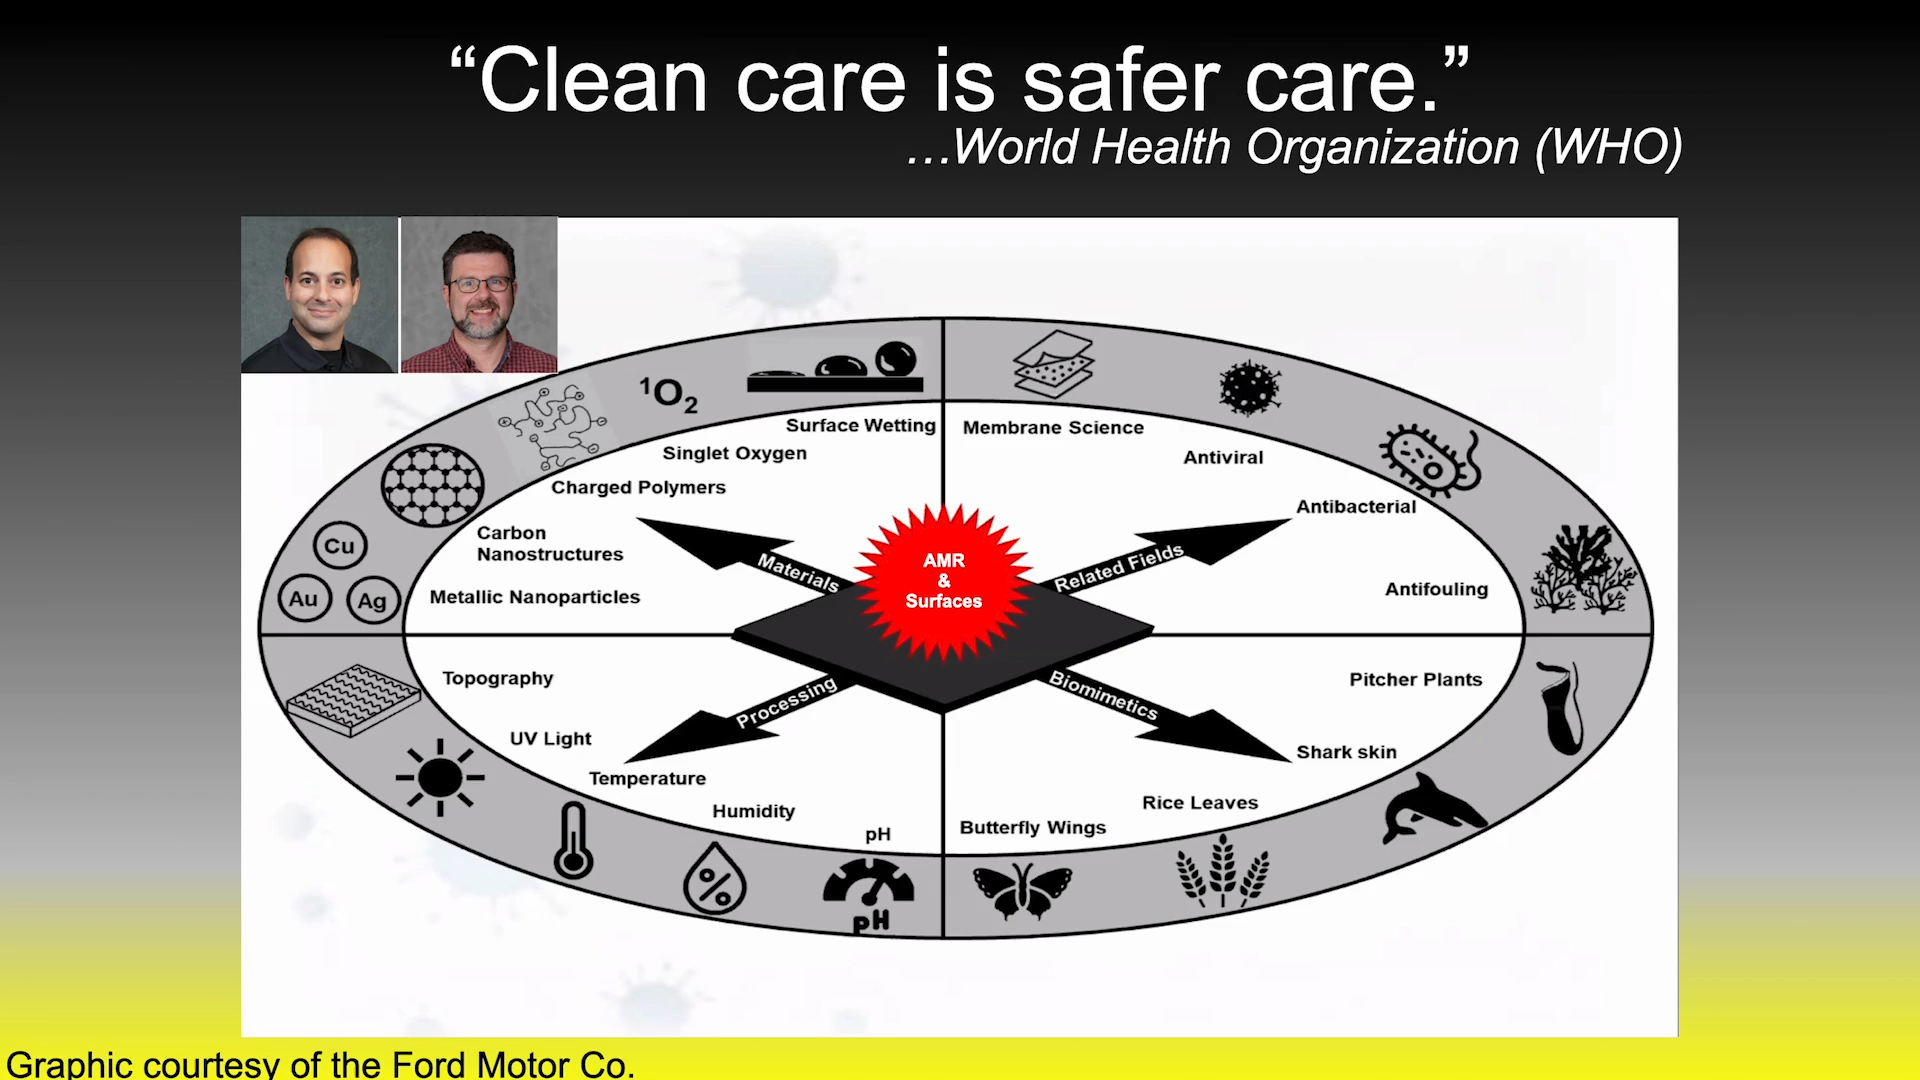 “Clean care is safer care.”
…World Health Organization (WHO)
¹O₂
Surface Wetting
Singlet Oxygen
Charged Polymers
Carbon
Nanostructures
Metallic Nanoparticles
Cu
Au
Ag
Materials
Membrane Science
Antiviral
Antibacterial
Antifouling
Related Fields
AMR
&
Surfaces
Topography
UV Light
Temperature
Humidity
pH
pH
Processing
Biomimetics
Pitcher Plants
Shark skin
Rice Leaves
Butterfly Wings
%
Graphic courtesy of the Ford Motor Co.